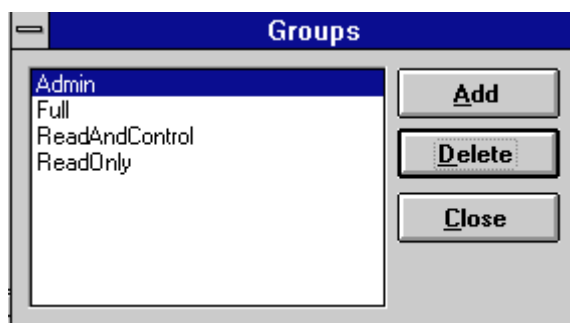 Groups
Admin
Full
ReadAndControl
ReadOnly
Add
Delete
Close